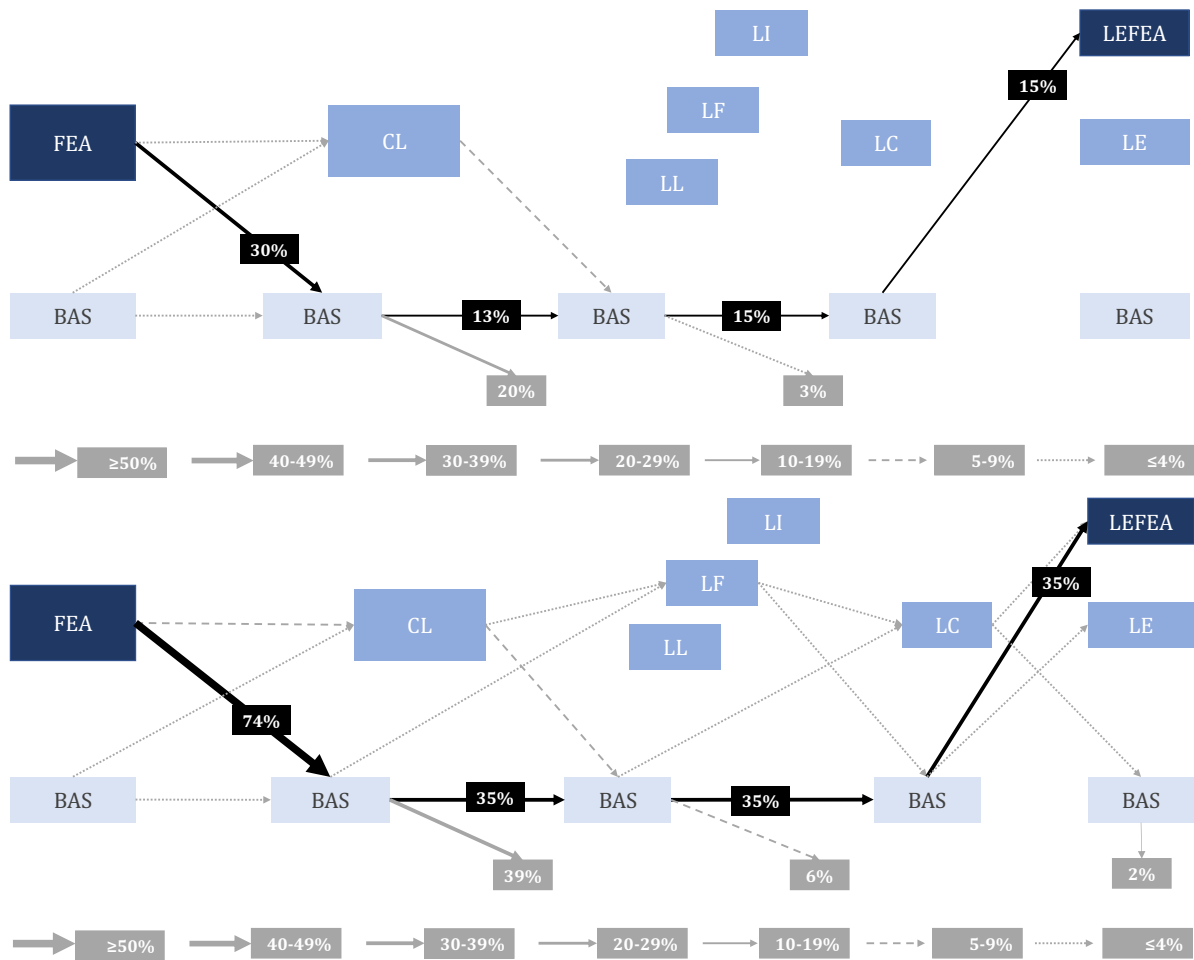 LI
LEFEA
15%
LF
FEA
CL
LC
LE
LL
30%
BAS
BAS
13%
BAS
15%
BAS
BAS
20%
3%
≥50%
40-49%
30-39%
20-29%
10-19%
5-9%
≤4%
LI
LEFEA
LF
35%
FEA
CL
LC
LE
LL
74%
BAS
BAS
35%
BAS
35%
BAS
BAS
39%
6%
2%
≥50%
40-49%
30-39%
20-29%
10-19%
5-9%
≤4%